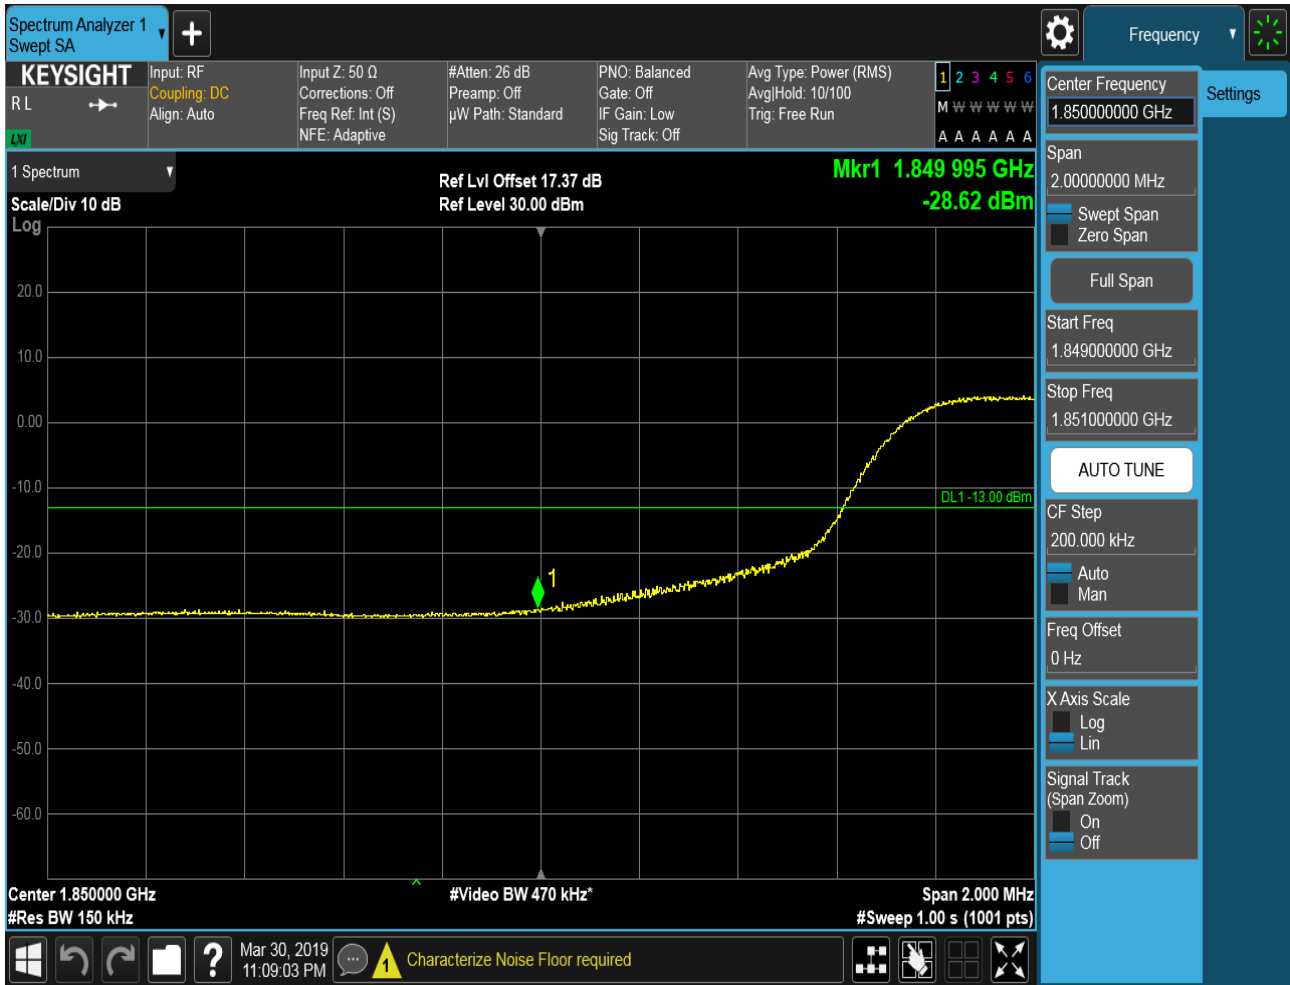 Spectrum Analyzer 1
Swept SA
Frequency
KEYSIGHT
R L
LXI
Input: RF
Coupling: DC
Align: Auto
Input Z: 50 Ω
Corrections: Off
Freq Ref: Int (S)
NFE: Adaptive
#Atten: 26 dB
Preamp: Off
µW Path: Standard
PNO: Balanced
Gate: Off
IF Gain: Low
Sig Track: Off
Avg Type: Power (RMS)
Avg|Hold: 10/100
Trig: Free Run
1 2 3 4 5 6
M W W W W W
A A A A A A
1 Spectrum
Scale/Div 10 dB
Log
Ref Lvl Offset 17.37 dB
Ref Level 30.00 dBm
Mkr1 1.849 995 GHz
-28.62 dBm
20.0
10.0
0.00
-10.0
-20.0
-30.0
-40.0
-50.0
-60.0
DL1 -13.00 dBm
1
Center 1.850000 GHz
#Res BW 150 kHz
#Video BW 470 kHz*
Span 2.000 MHz
#Sweep 1.00 s (1001 pts)
Center Frequency
1.850000000 GHz
Settings
Span
2.00000000 MHz
Swept Span
Zero Span
Full Span
Start Freq
1.849000000 GHz
Stop Freq
1.851000000 GHz
AUTO TUNE
CF Step
200.000 kHz
Auto
Man
Freq Offset
0 Hz
X Axis Scale
Log
Lin
Signal Track
(Span Zoom)
On
Off
?
Mar 30, 2019
11:09:03 PM
1
Characterize Noise Floor required